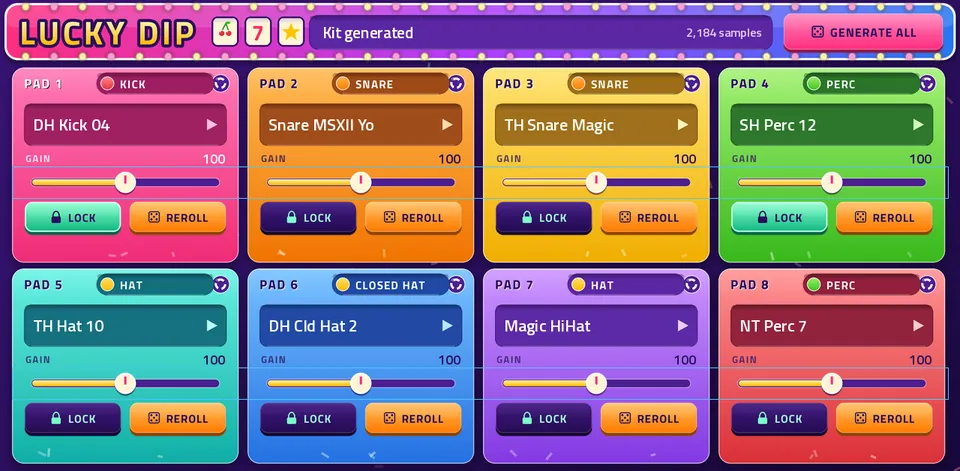 LUCKY DIP 7 Kit generated 2,184 samples GENERATE ALL
PAD 1 KICK
DH Kick 04
GAIN 100
LOCK REROLL
PAD 2 SNARE
Snare MSXII Yo
GAIN 100
LOCK REROLL
PAD 3 SNARE
TH Snare Magic
GAIN 100
LOCK REROLL
PAD 4 PERC
SH Perc 12
GAIN 100
LOCK REROLL
PAD 5 HAT
TH Hat 10
GAIN 100
LOCK REROLL
PAD 6 CLOSED HAT
DH Cld Hat 2
GAIN 100
LOCK REROLL
PAD 7 HAT
Magic HiHat
GAIN 100
LOCK REROLL
PAD 8 PERC
NT Perc 7
GAIN 100
LOCK REROLL